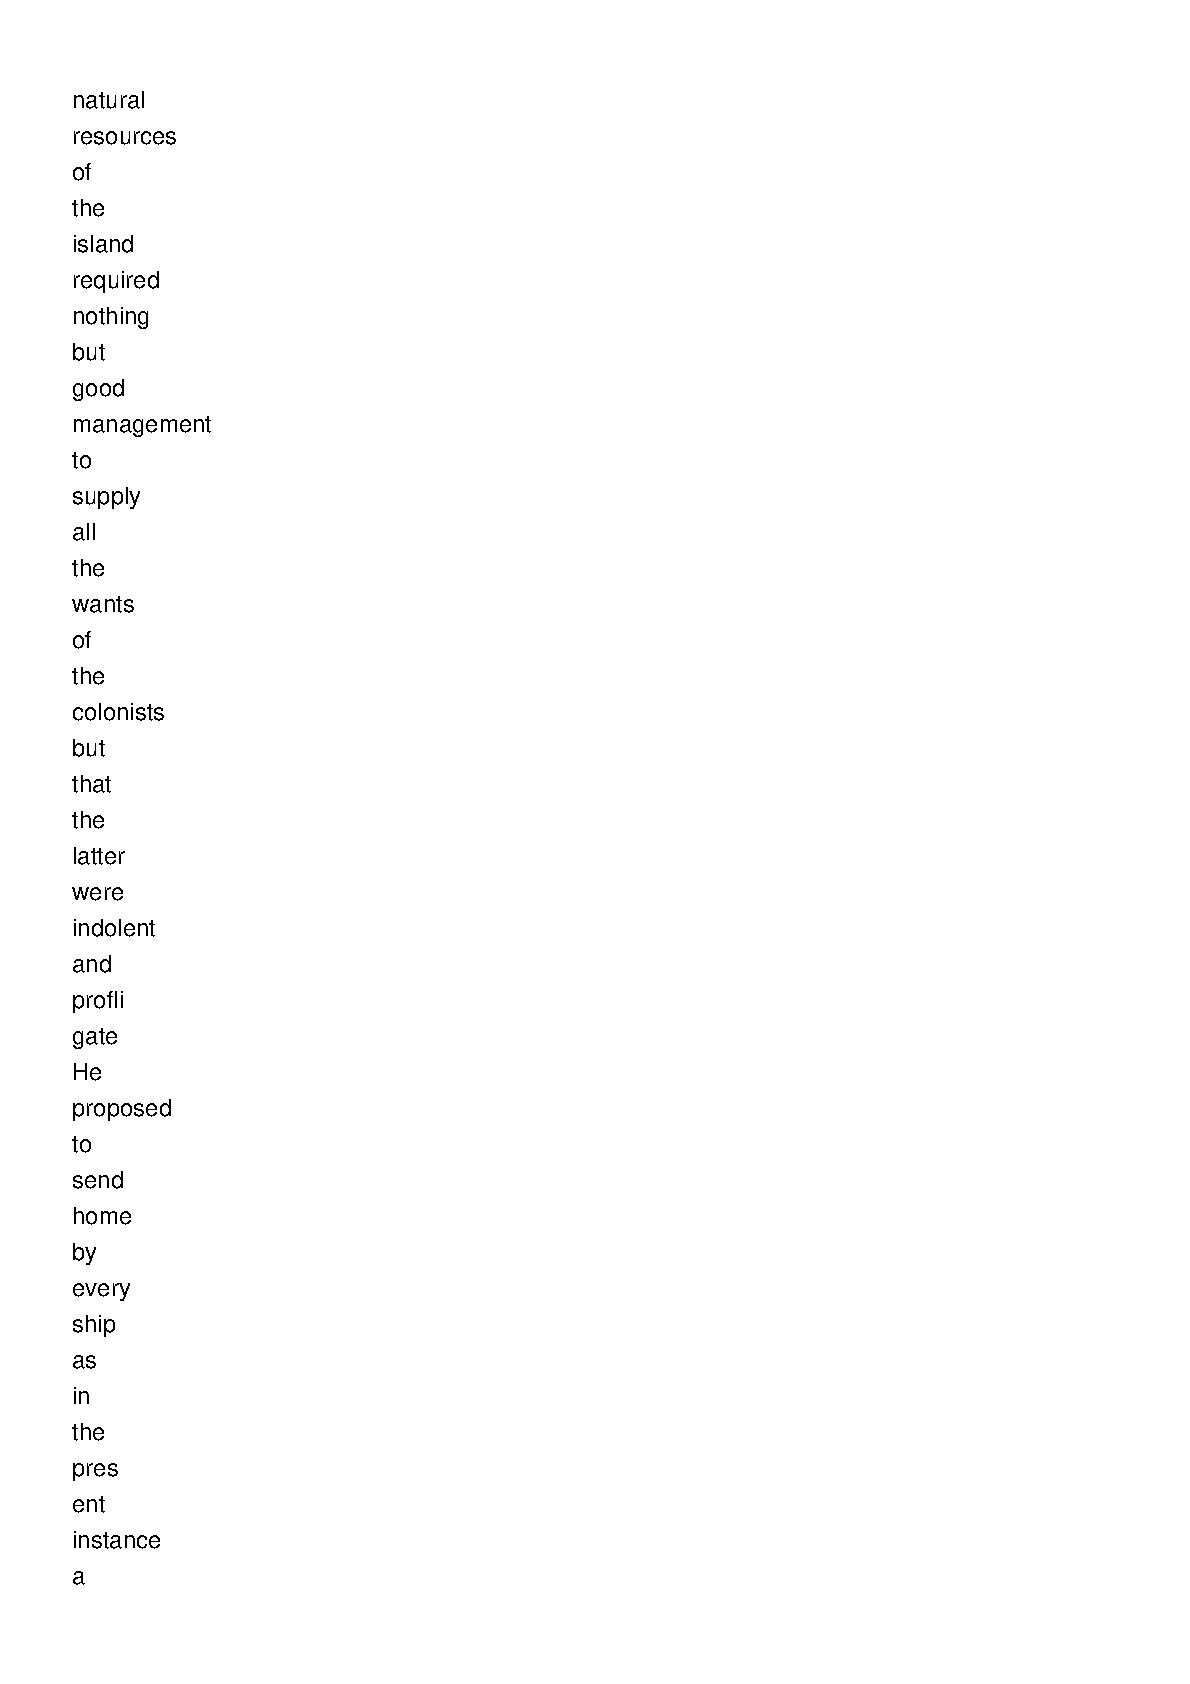 natural
resources
of
the
island
required
nothing
but
good
management
to
supply
all
the
wants
of
the
colonists
but
that
the
latter
were
indolent
and
profli
gate
He
proposed
to
send
home
by
every
ship
as
in
the
pres
ent
instance
a